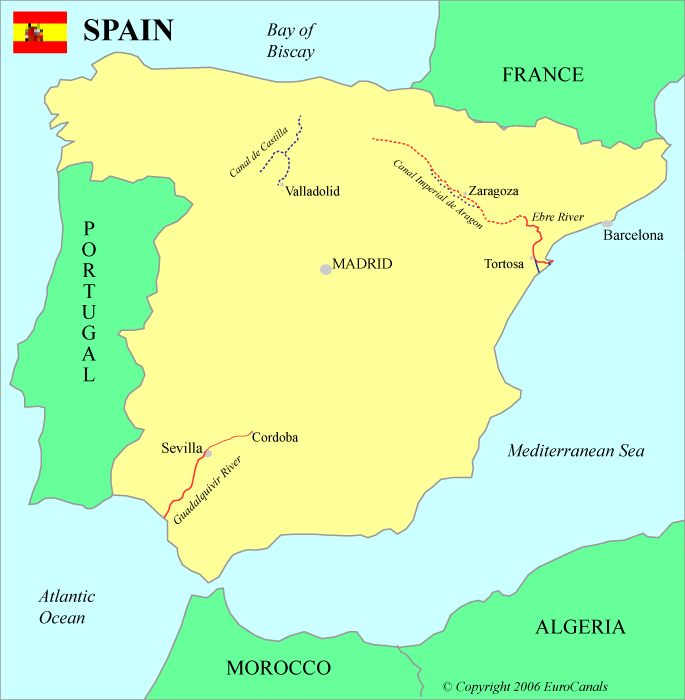 SPAIN
Bay of
Biscay
FRANCE
Canal de Castilla
Canal Imperial de Aragon
Valladolid
Zaragoza
Ebre River
Barcelona
PORTUGAL
MADRID
Tortosa
Sevilla
Cordoba
Guadalquivir River
Mediterranean Sea
Atlantic
Ocean
ALGERIA
MOROCCO
© Copyright 2006 EuroCanals